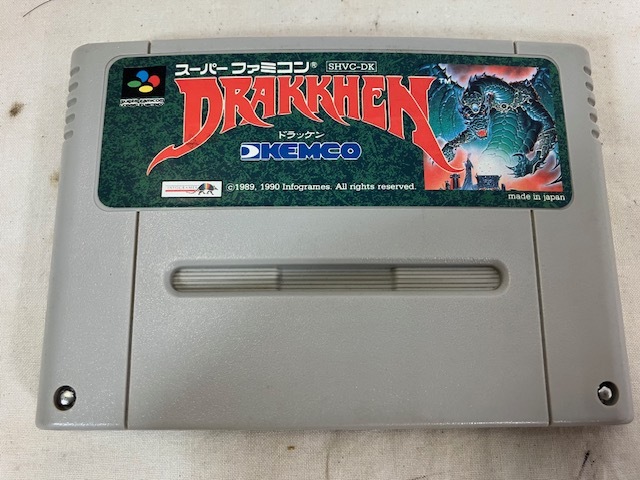 スーパーファミコン® SHVC-DK
DRAKKHEN
ドラッケン
KEMCO
©1989, 1990 Infogrames. All rights reserved.
made in japan